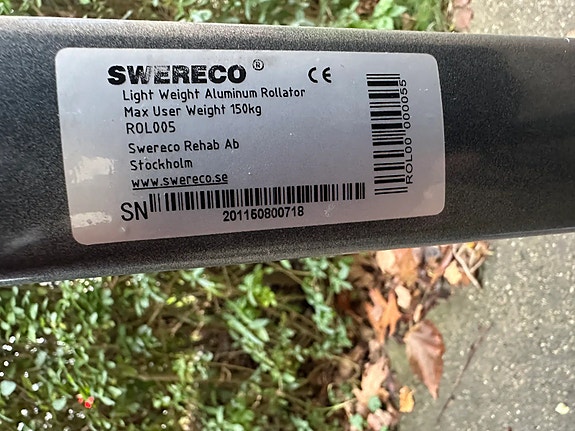 SWERECO ®
CE
Light Weight Aluminum Rollator
Max User Weight 150kg
ROL005
Swereco Rehab Ab
Stockholm
www.swereco.se
SN
201150800718
ROL00 000055